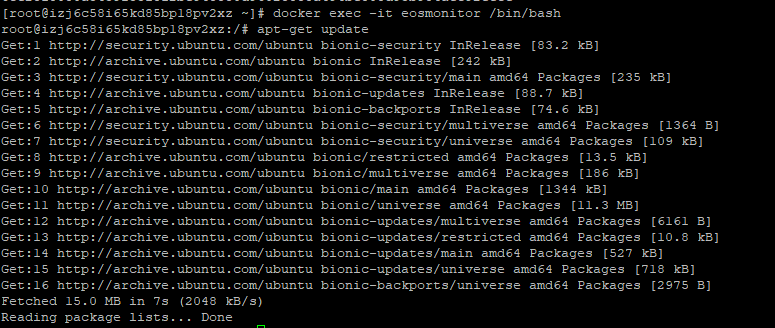 [root@izj6c58i65kd85bpl8pv2xz ~]# docker exec -it eosmonitor /bin/bash
root@izj6c58i65kd85bpl8pv2xz:/# apt-get update
Get:1 http://security.ubuntu.com/ubuntu bionic-security InRelease [83.2 kB]
Get:2 http://archive.ubuntu.com/ubuntu bionic InRelease [242 kB]
Get:3 http://security.ubuntu.com/ubuntu bionic-security/main amd64 Packages [235 kB]
Get:4 http://archive.ubuntu.com/ubuntu bionic-updates InRelease [88.7 kB]
Get:5 http://archive.ubuntu.com/ubuntu bionic-backports InRelease [74.6 kB]
Get:6 http://security.ubuntu.com/ubuntu bionic-security/multiverse amd64 Packages [1364 B]
Get:7 http://security.ubuntu.com/ubuntu bionic-security/universe amd64 Packages [109 kB]
Get:8 http://archive.ubuntu.com/ubuntu bionic/restricted amd64 Packages [13.5 kB]
Get:9 http://archive.ubuntu.com/ubuntu bionic/multiverse amd64 Packages [186 kB]
Get:10 http://archive.ubuntu.com/ubuntu bionic/main amd64 Packages [1344 kB]
Get:11 http://archive.ubuntu.com/ubuntu bionic/universe amd64 Packages [11.3 MB]
Get:12 http://archive.ubuntu.com/ubuntu bionic-updates/multiverse amd64 Packages [6161 B]
Get:13 http://archive.ubuntu.com/ubuntu bionic-updates/restricted amd64 Packages [10.8 kB]
Get:14 http://archive.ubuntu.com/ubuntu bionic-updates/main amd64 Packages [527 kB]
Get:15 http://archive.ubuntu.com/ubuntu bionic-updates/universe amd64 Packages [718 kB]
Get:16 http://archive.ubuntu.com/ubuntu bionic-backports/universe amd64 Packages [2975 B]
Fetched 15.0 MB in 7s (2048 kB/s)
Reading package lists... Done